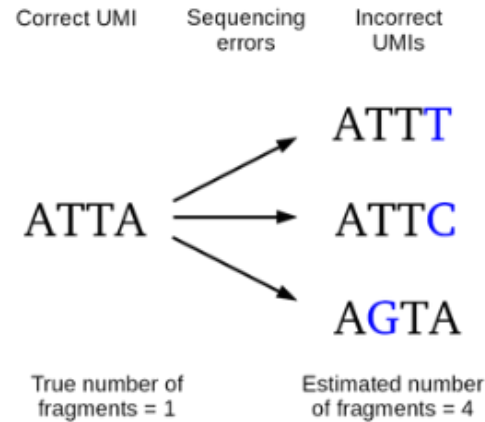 Correct UMI
Sequencing
errors
Incorrect
UMIs
ATTT
ATTA
ATTC
AGTA
True number of
fragments = 1
Estimated number
of fragments = 4